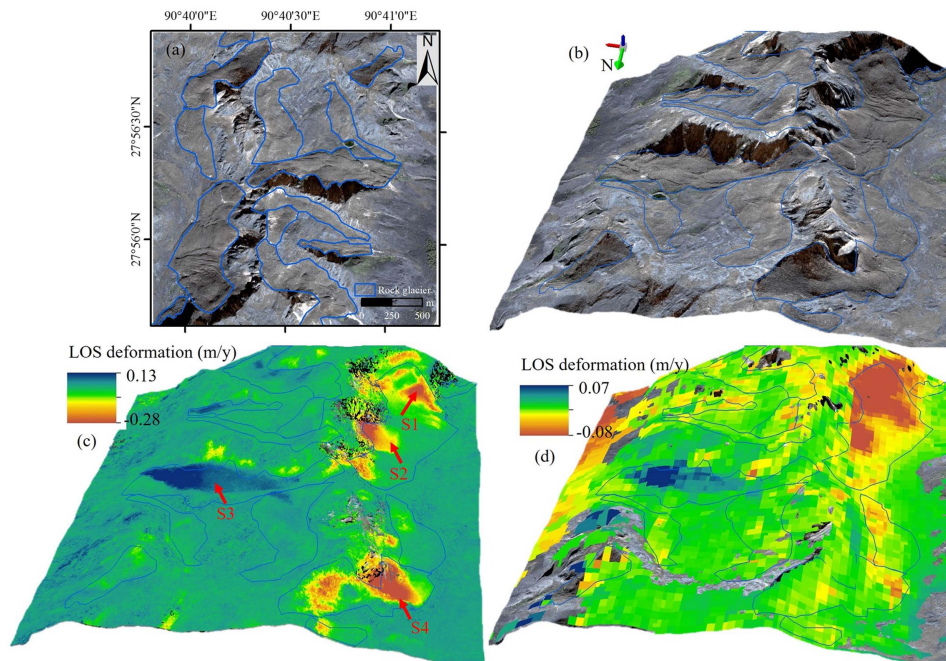 90°40'0"E 90°40'30"E 90°41'0"E
(a)
N
27°56'30"N
27°56'0"N
Rock glacier
m
0 250 500
(b)
N
LOS deformation (m/y)
0.13
-0.28
(c)
S1
S2
S3
S4
LOS deformation (m/y)
0.07
-0.08
(d)